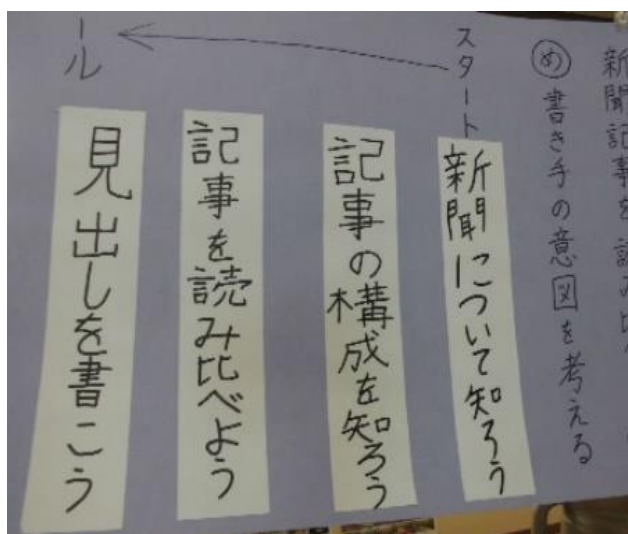 新聞記事を読み比べ
㋱書き手の意図を考える
スタート
新聞について知ろう
記事の構成を知ろう
記事を読み比べよう
見出しを書こう
ール